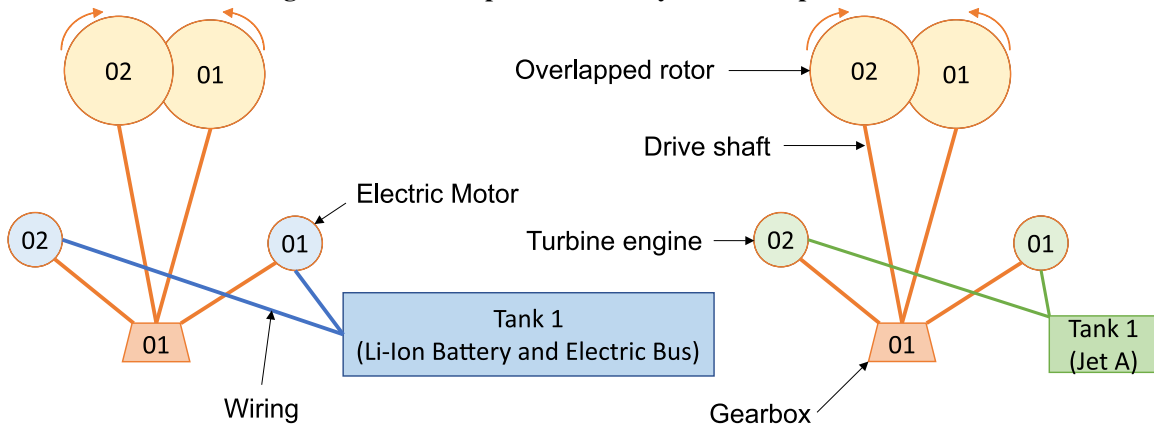 02
01
Overlapped rotor
02
01
Drive shaft
Electric Motor
02
01
Turbine engine
02
01
Tank 1
(Li-Ion Battery and Electric Bus)
01
Tank 1
(Jet A)
01
Wiring
Gearbox